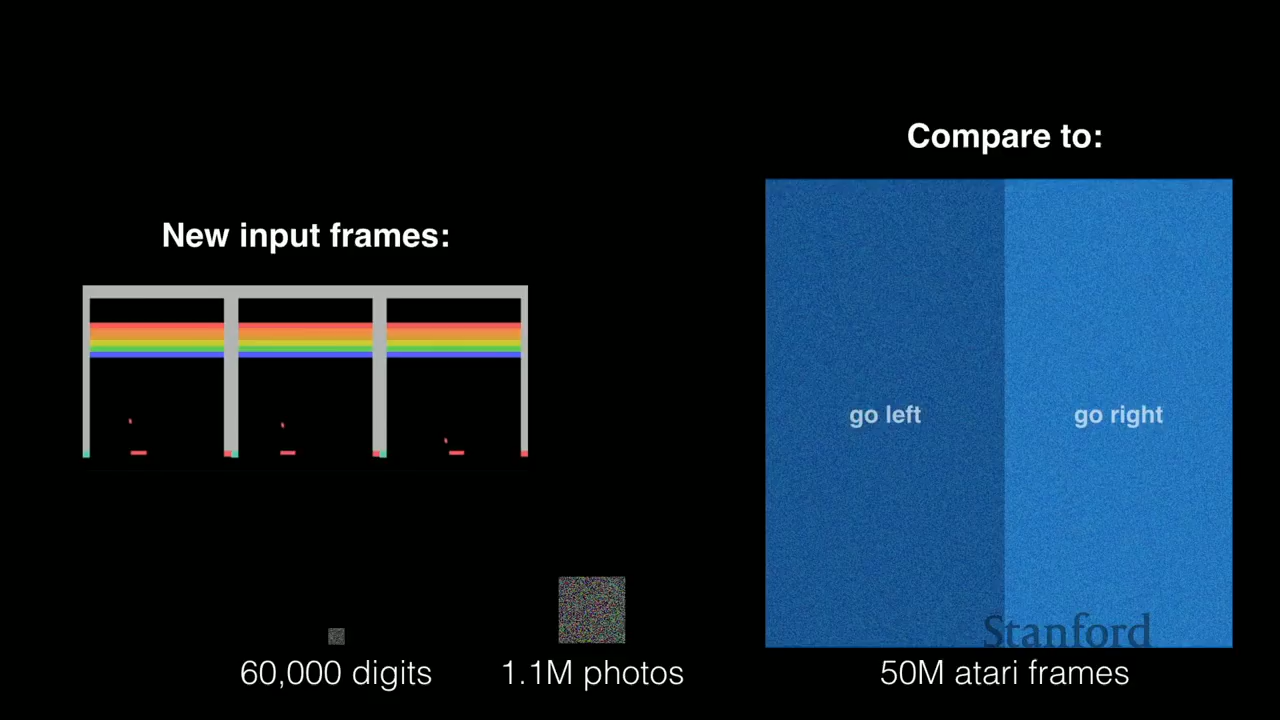 Compare to:
New input frames:
go left
go right
Stanford
60,000 digits
1.1M photos
50M atari frames